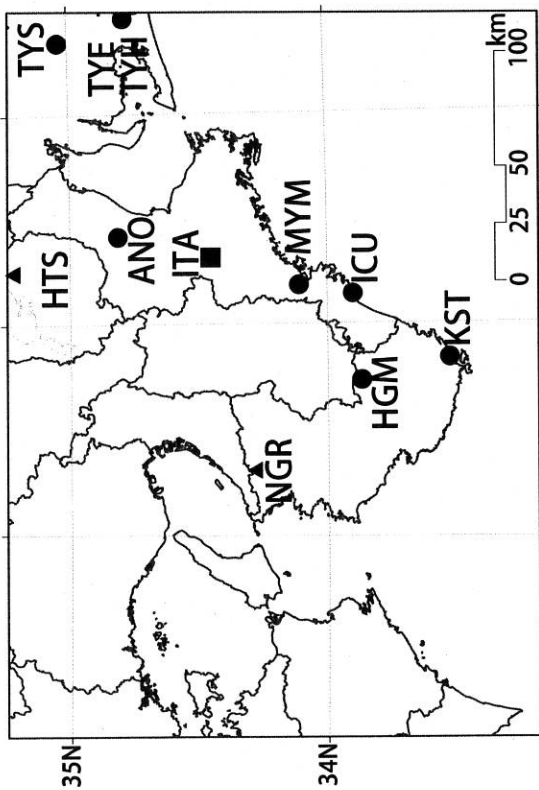 TYS
TYE
TYH
HTS
ANO
ITA
MYM
ICU
NGR
HGM
KST
35N
34N
0 25 50 100
km